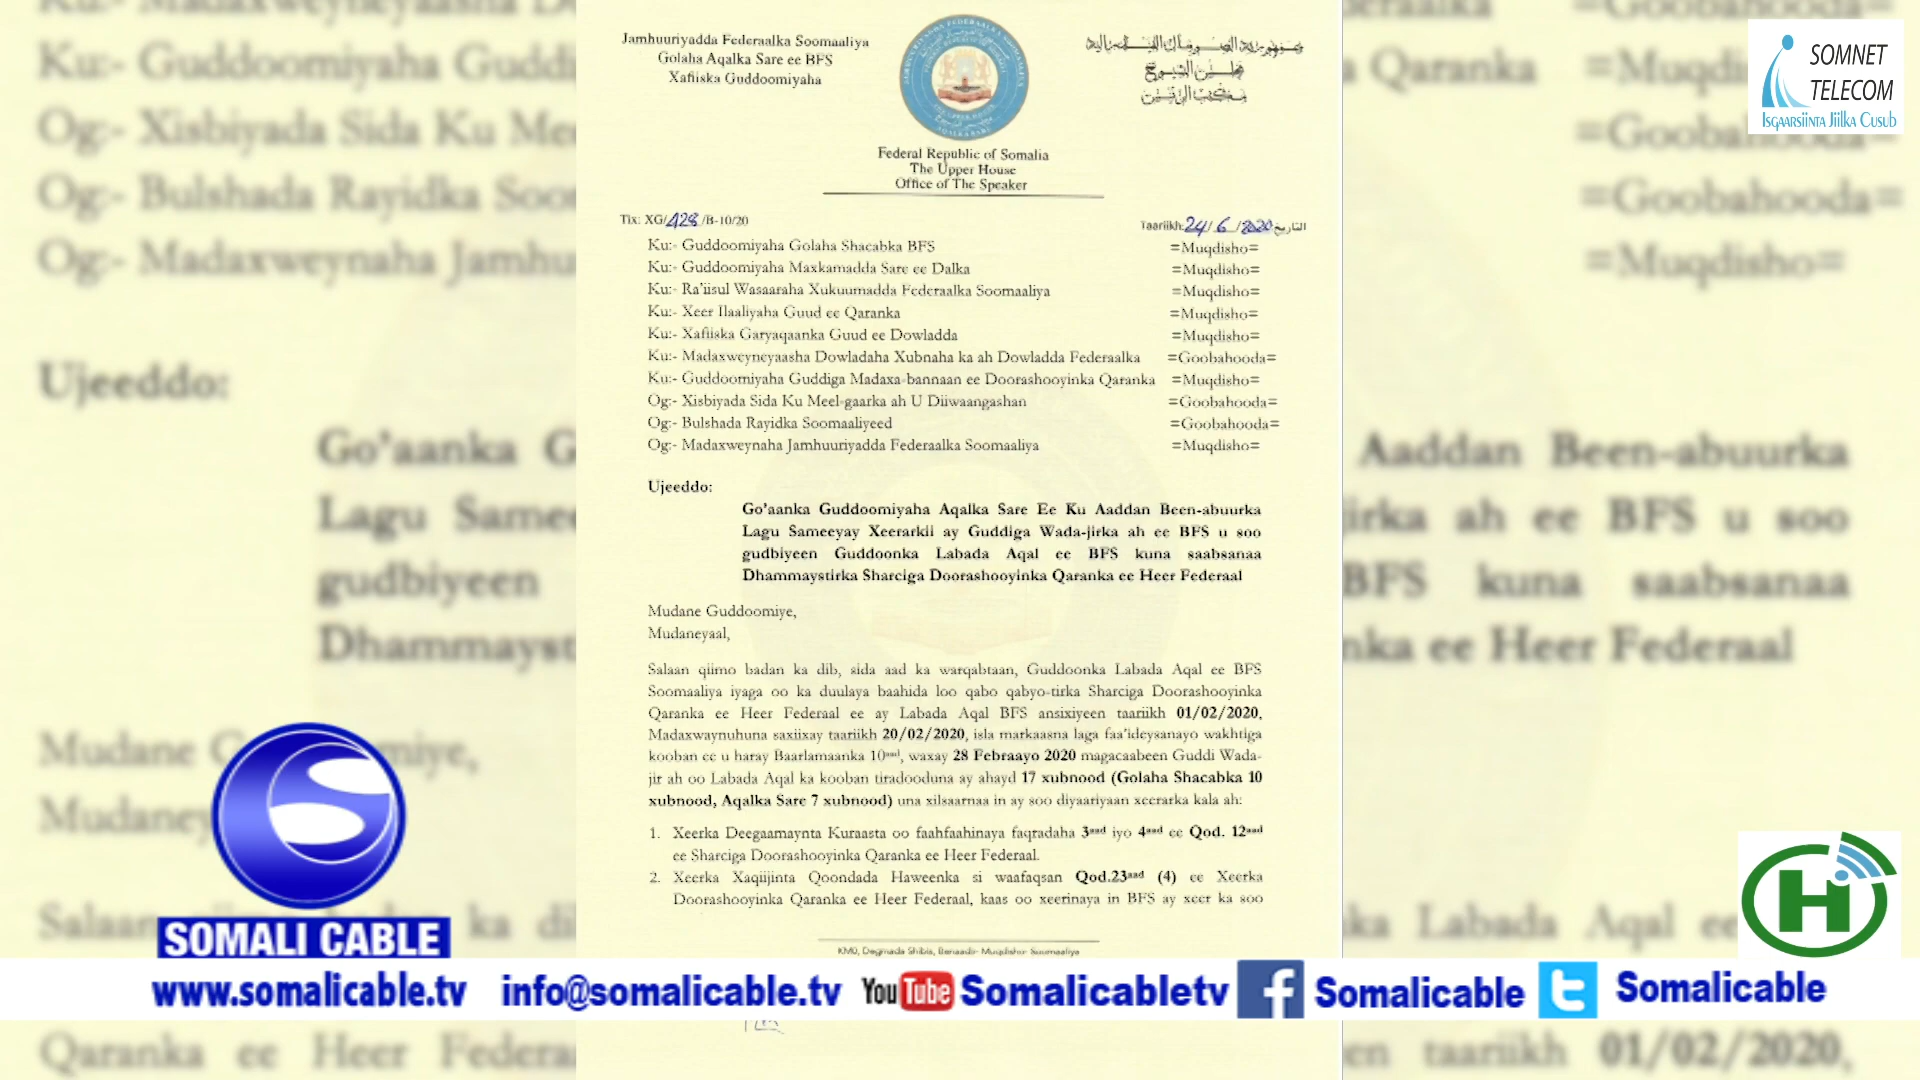 Jamhuuriyadda Federaalka Soomaaliya
Golaha Aqalka Sare ee BFS
Xafiiska Guddoomiyaha
Federal Republic of Somalia
The Upper House
Office of The Speaker
Tix: XG/428/B-10/20
Taariikh: 24/6/2020 التاريخ
Ku:- Guddoomiyaha Golaha Shacabka BFS =Muqdisho=
Ku:- Guddoomiyaha Maxkamadda Sare ee Dalka =Muqdisho=
Ku:- Ra'iisul Wasaaraha Xukuumadda Federaalka Soomaaliya =Muqdisho=
Ku:- Xeer Ilaaliyaha Guud ee Qaranka =Muqdisho=
Ku:- Xafiiska Garyaqaanka Guud ee Dowladda =Muqdisho=
Ku:- Madaxweyneyaasha Dowladaha Xubnaha ka ah Dowladda Federaalka =Goobahooda=
Ku:- Guddoomiyaha Guddiga Madaxa-bannaan ee Doorashooyinka Qaranka =Muqdisho=
Og:- Xisbiyada Sida Ku Meel-gaarka ah U Diiwaangashan =Goobahooda=
Og:- Bulshada Rayidka Soomaaliyeed =Goobahooda=
Og:- Madaxweynaha Jamhuuriyadda Federaalka Soomaaliya =Muqdisho=
Ujeeddo:
Go'aanka Guddoomiyaha Aqalka Sare Ee Ku Aaddan Been-abuurka
Lagu Sameeyay Xeerarkii ay Guddiga Wada-jirka ah ee BFS u soo
gudbiyeen Guddoonka Labada Aqal ee BFS kuna saabsanaa
Dhammaystirka Sharciga Doorashooyinka Qaranka ee Heer Federaal
Mudane Guddoomiye,
Mudaneyaal,
Salaan qiimo badan ka dib, sida aad ka warqabtaan, Guddoonka Labada Aqal ee BFS
Soomaaliya iyaga oo ka duulaya baahida loo qabo qabyo-tirka Sharciga Doorashooyinka
Qaranka ee Heer Federaal ee ay Labada Aqal BFS ansixiyeen taariikh 01/02/2020,
Madaxwaynuhuna saxiixay taariikh 20/02/2020, isla markaasna laga faa'ideysanayo wakhtiga
kooban ee u haray Baarlamaanka 10aad, waxay 28 Febraayo 2020 magacaabeen Guddi Wada-
jir ah oo Labada Aqal ka kooban tiradooduna ay ahayd 17 xubnood (Golaha Shacabka 10
xubnood, Aqalka Sare 7 xubnood) una xilsaarnaa in ay soo diyaariyaan xeerarka kala ah:
1. Xeerka Deegaamaynta Kuraasta oo faahfaahinaya faqradaha 3aad iyo 4aad ee Qod. 12aad
ee Sharciga Doorashooyinka Qaranka ee Heer Federaal.
2. Xeerka Xaqiijinta Qoondada Haweenka si waafaqsan Qod.23aad (4) ee Xeerka
Doorashooyinka Qaranka ee Heer Federaal, kaas oo xeerinaya in BFS ay xeer ka soo
KM0, Degmada Shibis, Benaadir- Muqdisho- Soomaaliya
SOMNET
TELECOM
Isgaarsiinta Jiilka Cusub
H
SOMALI CABLE
www.somalicable.tv info@somalicable.tv YouTube Somalicabletv f Somalicable Somalicable